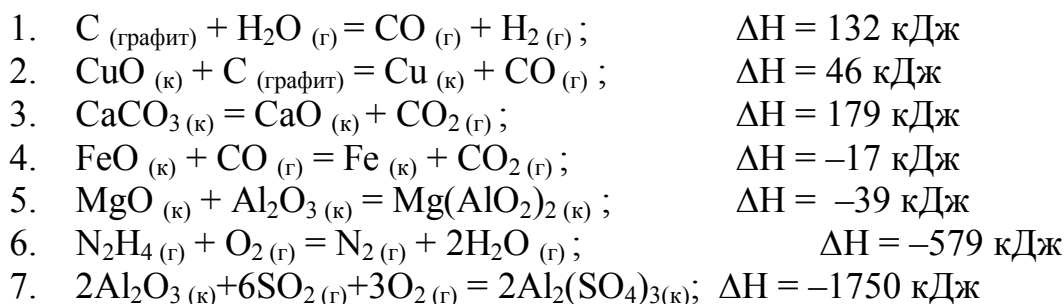 1. C (графит) + H₂O (г) = CO (г) + H₂ (г) ; ΔH = 132 кДж
2. CuO (к) + C (графит) = Cu (к) + CO (г) ; ΔH = 46 кДж
3. CaCO₃ (к) = CaO (к) + CO₂ (г) ; ΔH = 179 кДж
4. FeO (к) + CO (г) = Fe (к) + CO₂ (г) ; ΔH = –17 кДж
5. MgO (к) + Al₂O₃ (к) = Mg(AlO₂)₂ (к) ; ΔH = –39 кДж
6. N₂H₄ (г) + O₂ (г) = N₂ (г) + 2H₂O (г) ; ΔH = –579 кДж
7. 2Al₂O₃ (к)+6SO₂ (г)+3O₂ (г) = 2Al₂(SO₄)₃(к); ΔH = –1750 кДж